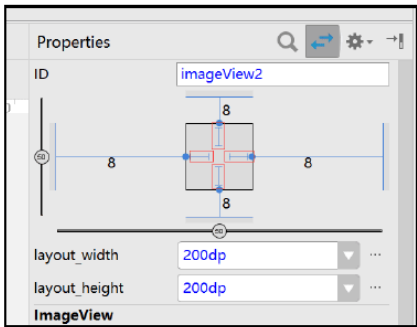 Properties
ID
imageView2
8
50
8
8
8
50
layout_width
200dp
layout_height
200dp
ImageView